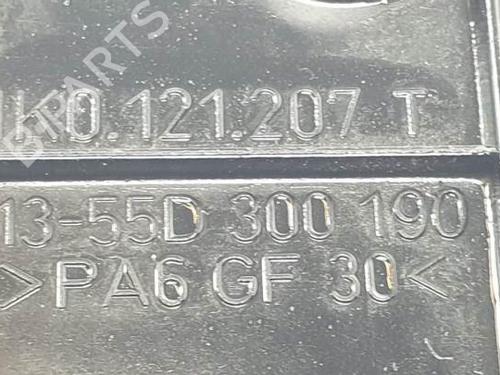 1K0.121.207 T
13-55D 300 190
>PA6 GF 30<
B-PARTS